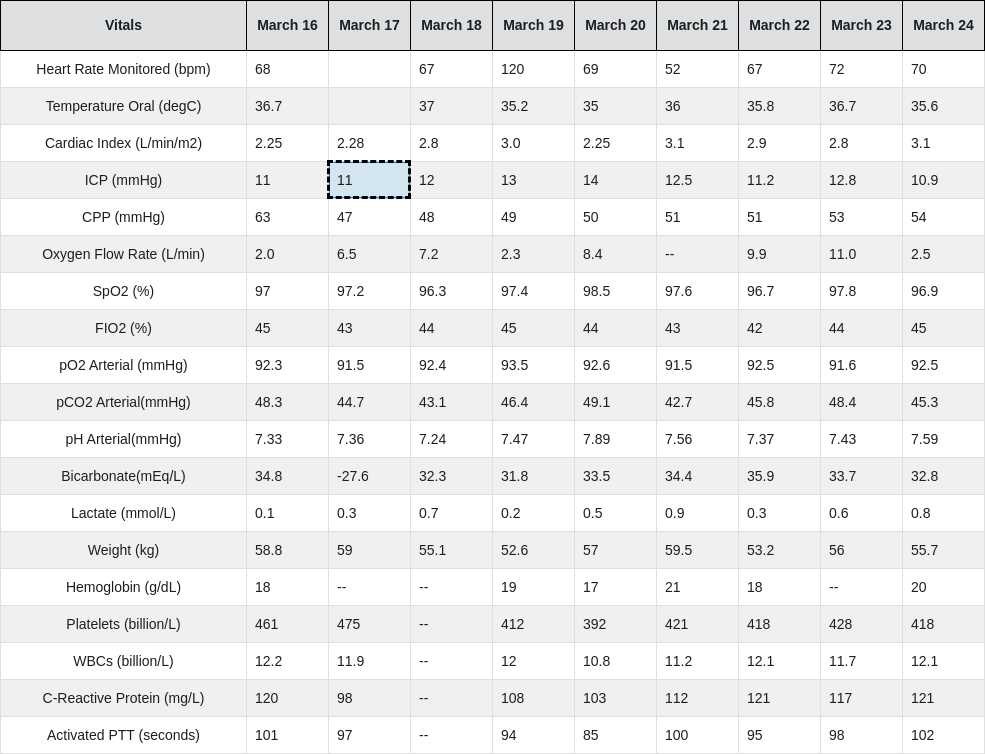 Vitals March 16 March 17 March 18 March 19 March 20 March 21 March 22 March 23 March 24
Heart Rate Monitored (bpm) 68 67 120 69 52 67 72 70
Temperature Oral (degC) 36.7 37 35.2 35 36 35.8 36.7 35.6
Cardiac Index (L/min/m2) 2.25 2.28 2.8 3.0 2.25 3.1 2.9 2.8 3.1
ICP (mmHg) 11 11 12 13 14 12.5 11.2 12.8 10.9
CPP (mmHg) 63 47 48 49 50 51 51 53 54
Oxygen Flow Rate (L/min) 2.0 6.5 7.2 2.3 8.4 -- 9.9 11.0 2.5
SpO2 (%) 97 97.2 96.3 97.4 98.5 97.6 96.7 97.8 96.9
FIO2 (%) 45 43 44 45 44 43 42 44 45
pO2 Arterial (mmHg) 92.3 91.5 92.4 93.5 92.6 91.5 92.5 91.6 92.5
pCO2 Arterial(mmHg) 48.3 44.7 43.1 46.4 49.1 42.7 45.8 48.4 45.3
pH Arterial(mmHg) 7.33 7.36 7.24 7.47 7.89 7.56 7.37 7.43 7.59
Bicarbonate(mEq/L) 34.8 -27.6 32.3 31.8 33.5 34.4 35.9 33.7 32.8
Lactate (mmol/L) 0.1 0.3 0.7 0.2 0.5 0.9 0.3 0.6 0.8
Weight (kg) 58.8 59 55.1 52.6 57 59.5 53.2 56 55.7
Hemoglobin (g/dL) 18 -- -- 19 17 21 18 -- 20
Platelets (billion/L) 461 475 -- 412 392 421 418 428 418
WBCs (billion/L) 12.2 11.9 -- 12 10.8 11.2 12.1 11.7 12.1
C-Reactive Protein (mg/L) 120 98 -- 108 103 112 121 117 121
Activated PTT (seconds) 101 97 -- 94 85 100 95 98 102